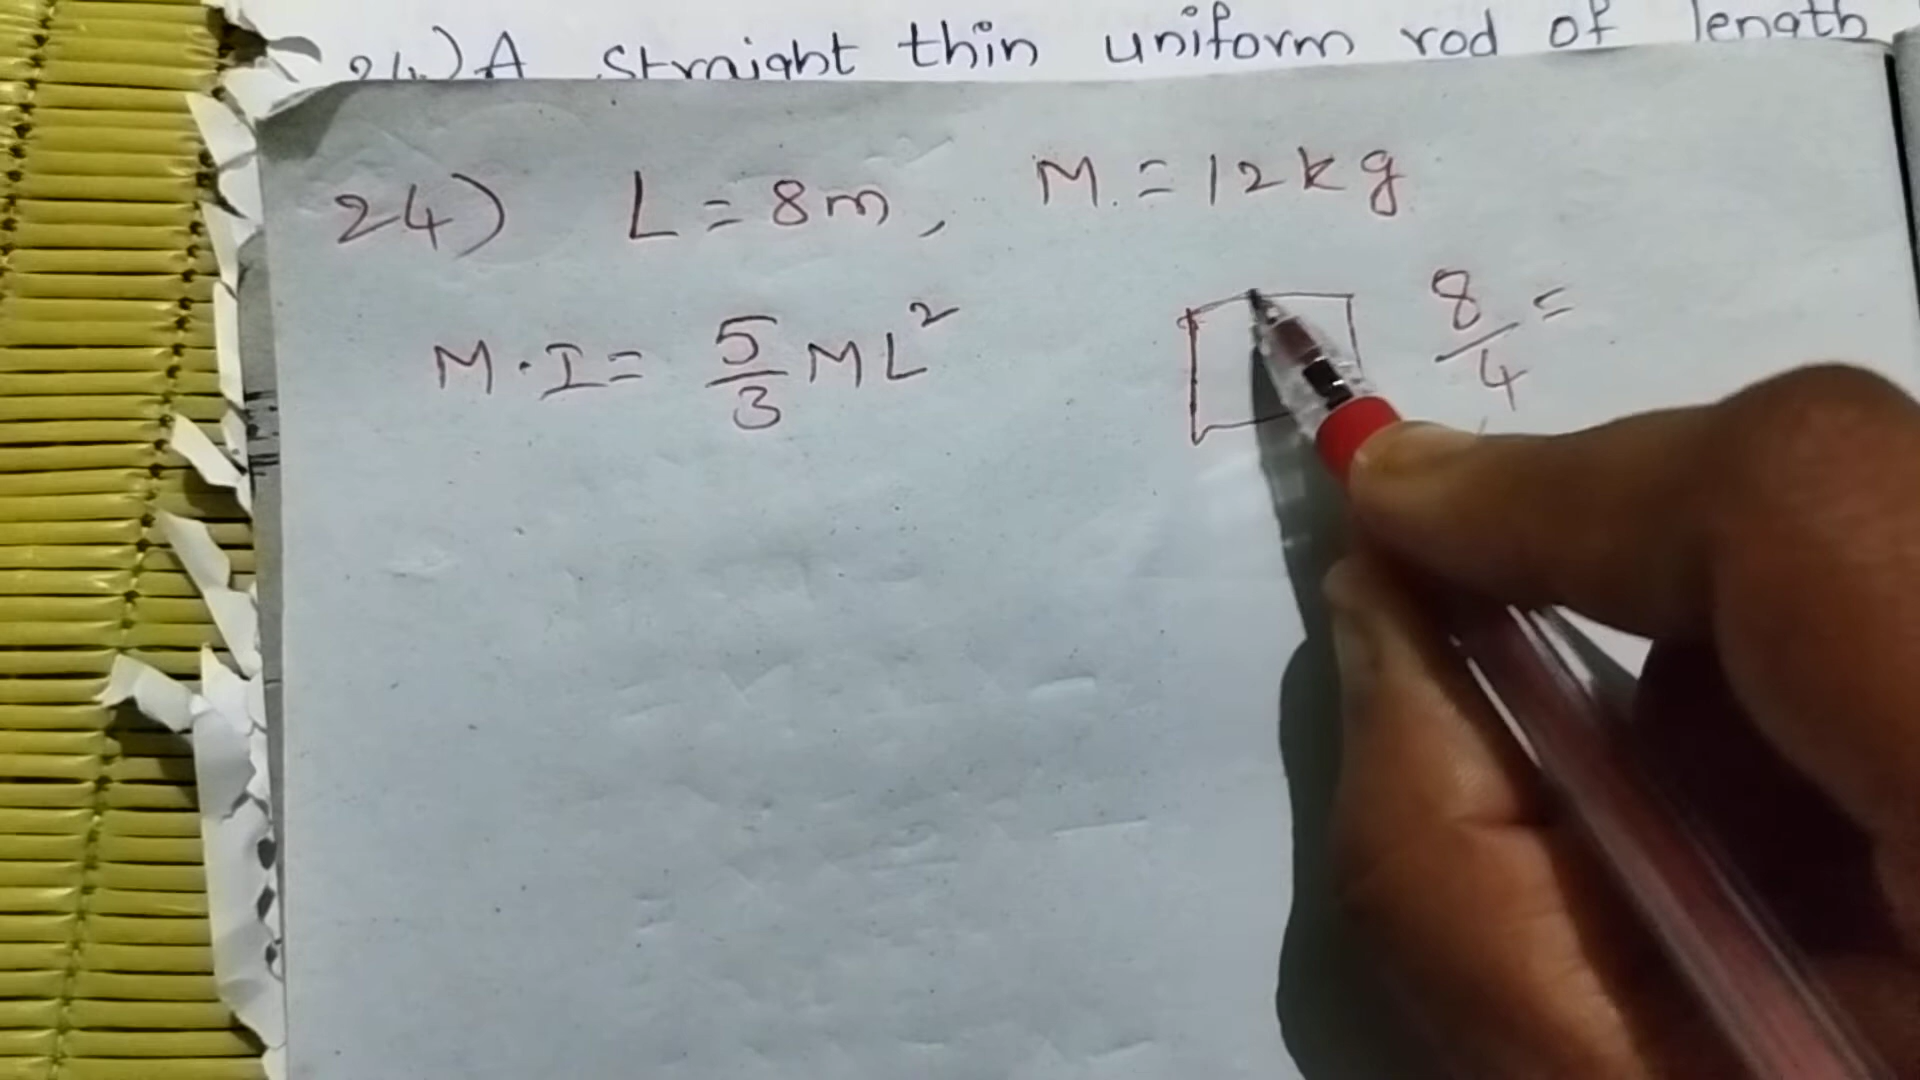 24) A straight thin uniform rod of length
24) L = 8m, M = 12kg
M.I = 5/3 ML² 8/4 =